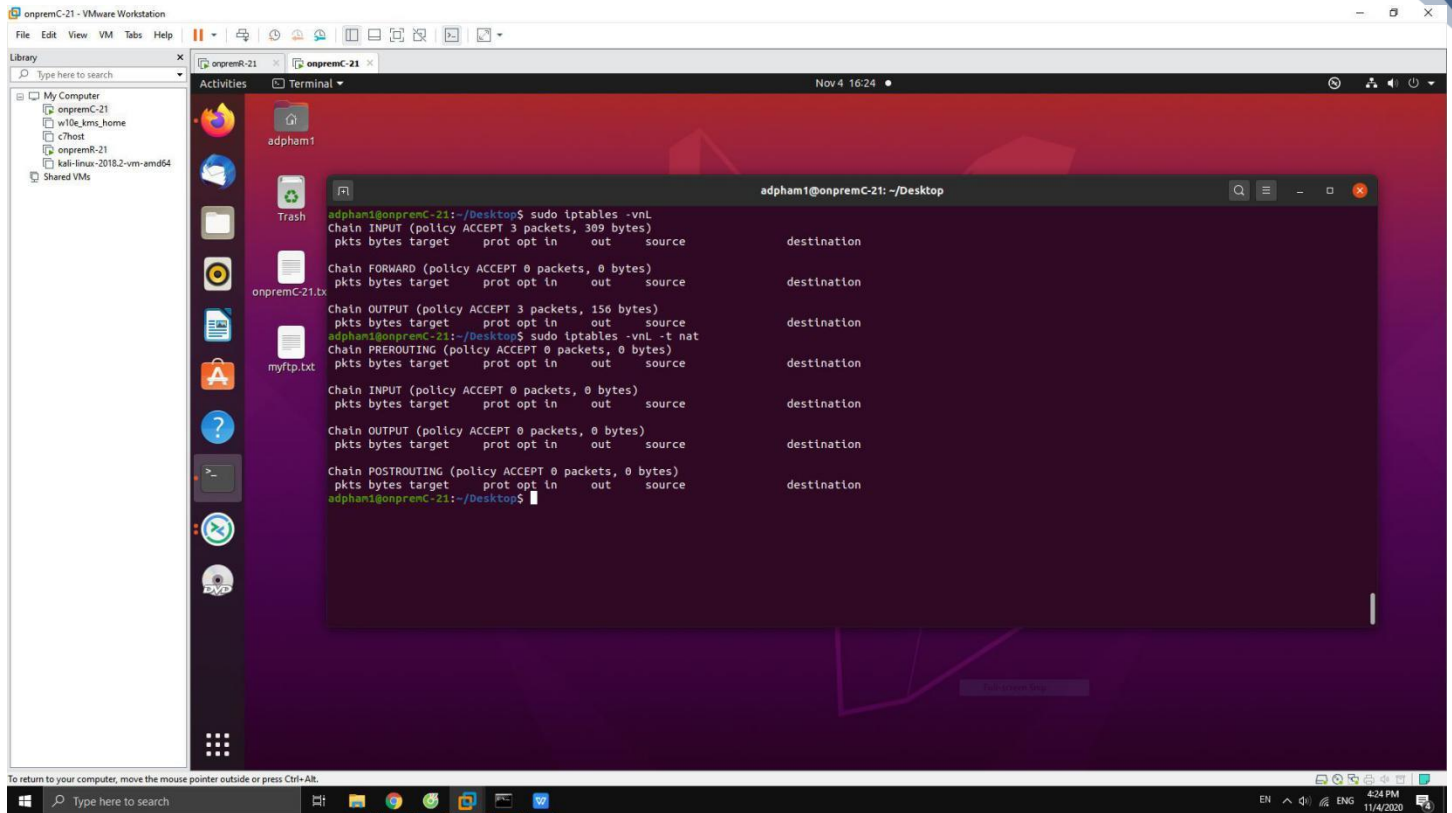 onpremC-21 - VMware Workstation
File Edit View VM Tabs Help
Library
Type here to search
My Computer
onpremC-21
w10e_kms_home
c7host
onpremR-21
kali-linux-2018.2-vm-amd64
Shared VMs
onpremR-21 onpremC-21
Activities Terminal Nov 4 16:24
adpham1
Trash
onpremC-21.tx
myftp.txt
DVD
adpham1@onpremC-21: ~/Desktop
adpham1@onpremC-21:~/Desktop$ sudo iptables -vnL
Chain INPUT (policy ACCEPT 3 packets, 309 bytes)
pkts bytes target prot opt in out source destination
Chain FORWARD (policy ACCEPT 0 packets, 0 bytes)
pkts bytes target prot opt in out source destination
Chain OUTPUT (policy ACCEPT 3 packets, 156 bytes)
pkts bytes target prot opt in out source destination
adpham1@onpremC-21:~/Desktop$ sudo iptables -vnL -t nat
Chain PREROUTING (policy ACCEPT 0 packets, 0 bytes)
pkts bytes target prot opt in out source destination
Chain INPUT (policy ACCEPT 0 packets, 0 bytes)
pkts bytes target prot opt in out source destination
Chain OUTPUT (policy ACCEPT 0 packets, 0 bytes)
pkts bytes target prot opt in out source destination
Chain POSTROUTING (policy ACCEPT 0 packets, 0 bytes)
pkts bytes target prot opt in out source destination
adpham1@onpremC-21:~/Desktop$
To return to your computer, move the mouse pointer outside or press Ctrl+Alt.
Type here to search
EN ENG 4:24 PM
11/4/2020
4